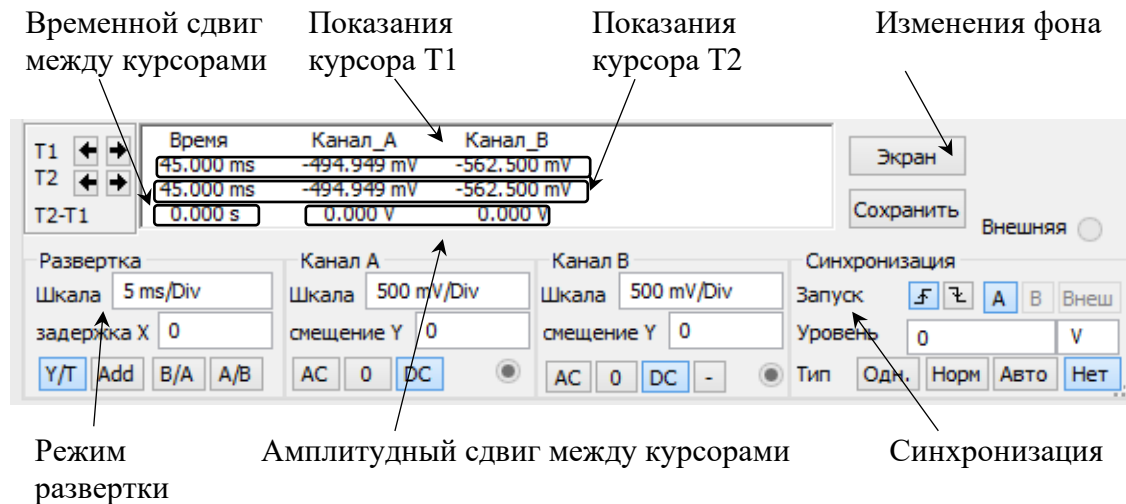 Временной сдвиг между курсорами
Показания курсора Т1
Показания курсора Т2
Изменения фона
Время Канал_A Канал_B
T1 45.000 ms -494.949 mV -562.500 mV
T2 45.000 ms -494.949 mV -562.500 mV
T2-T1 0.000 s 0.000 V 0.000 V
Экран
Сохранить
Внешняя
Развертка
Шкала 5 ms/Div
задержка X 0
Y/T Add B/A A/B
Канал A
Шкала 500 mV/Div
смещение Y 0
AC 0 DC
Канал B
Шкала 500 mV/Div
смещение Y 0
AC 0 DC -
Синхронизация
Запуск A B Внеш
Уровень 0 V
Тип Одн. Норм Авто Нет
Режим развертки
Амплитудный сдвиг между курсорами
Синхронизация